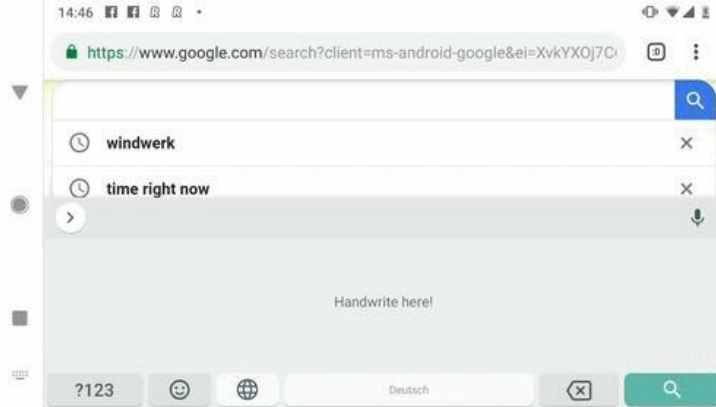 14:46
https://www.google.com/search?client=ms-android-google&ei=XvkYXOj7C
:D
windwerk
time right now
Handwrite here!
?123
Deutsch